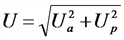 U = √(U_a^2 + U_p^2)